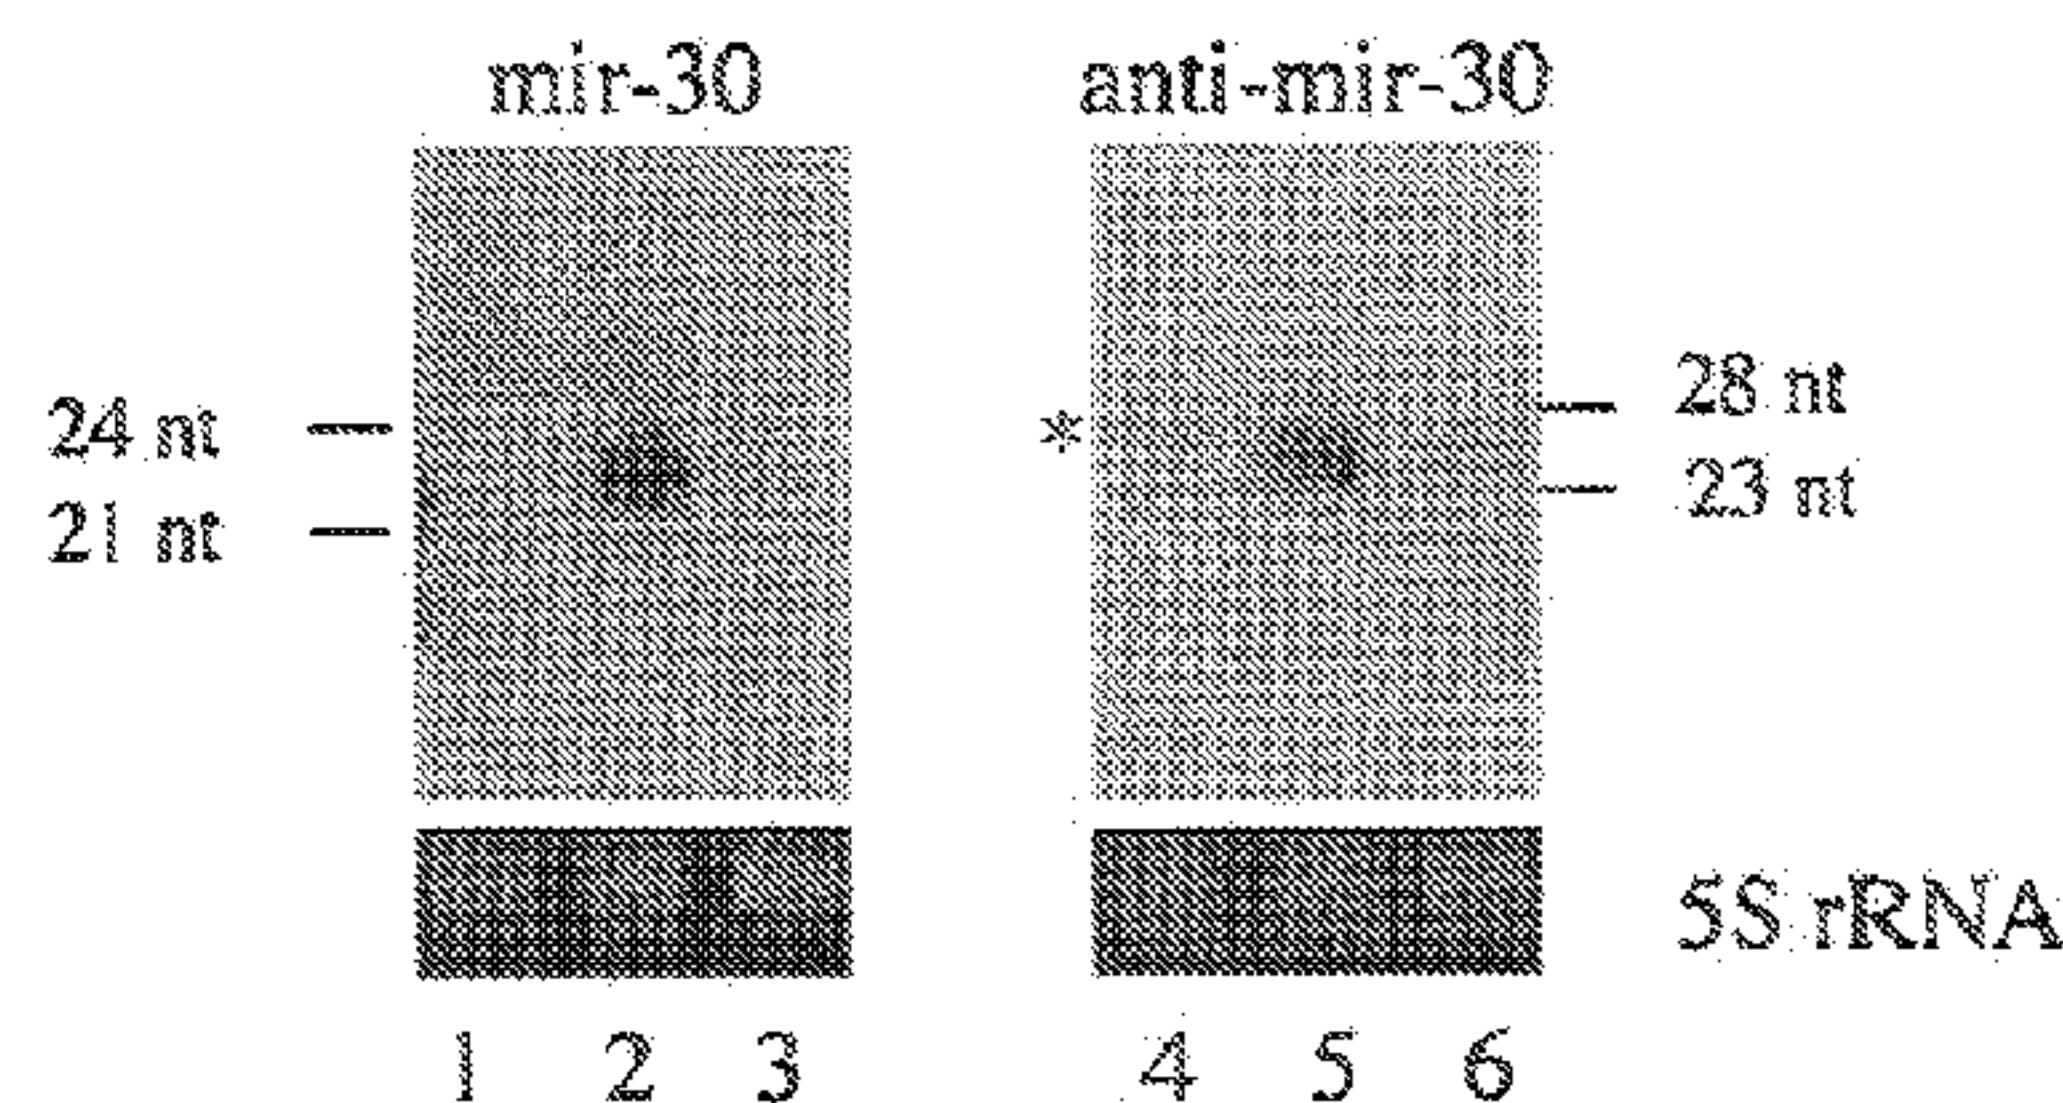 mir-30 anti-mir-30
24 nt
21 nt
*
28 nt
23 nt
5S rRNA
1 2 3 4 5 6